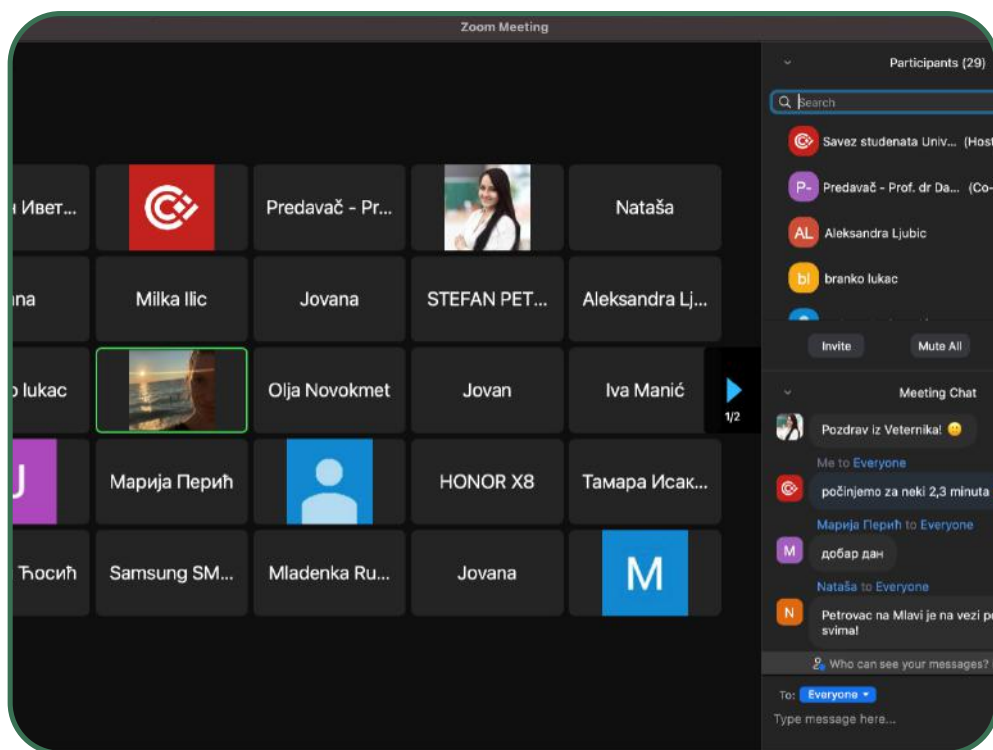 Zoom Meeting
Participants (29)
Search
Savez studenata Univ... (Host
P- Predavač - Prof. dr Da... (Co-
AL Aleksandra Ljubic
bl branko lukac
Invite Mute All
Meeting Chat
Pozdrav iz Veternika!
Me to Everyone
počinjemo za neki 2,3 minuta
Марија Перић to Everyone
M добар дан
Nataša to Everyone
N Petrovac na Mlavi je na vezi
svima!
Who can see your messages?
To: Everyone
Type message here...
Ивет...
Predavač - Pr...
Nataša
Milka Ilic
Jovana
STEFAN PET...
Aleksandra Lj...
lukac
Olja Novokmet
Jovan
Iva Manić
1/2
Марија Перић
HONOR X8
Тамара Исак...
Ћосић
Samsung SM...
Mladenka Ru...
Jovana
M